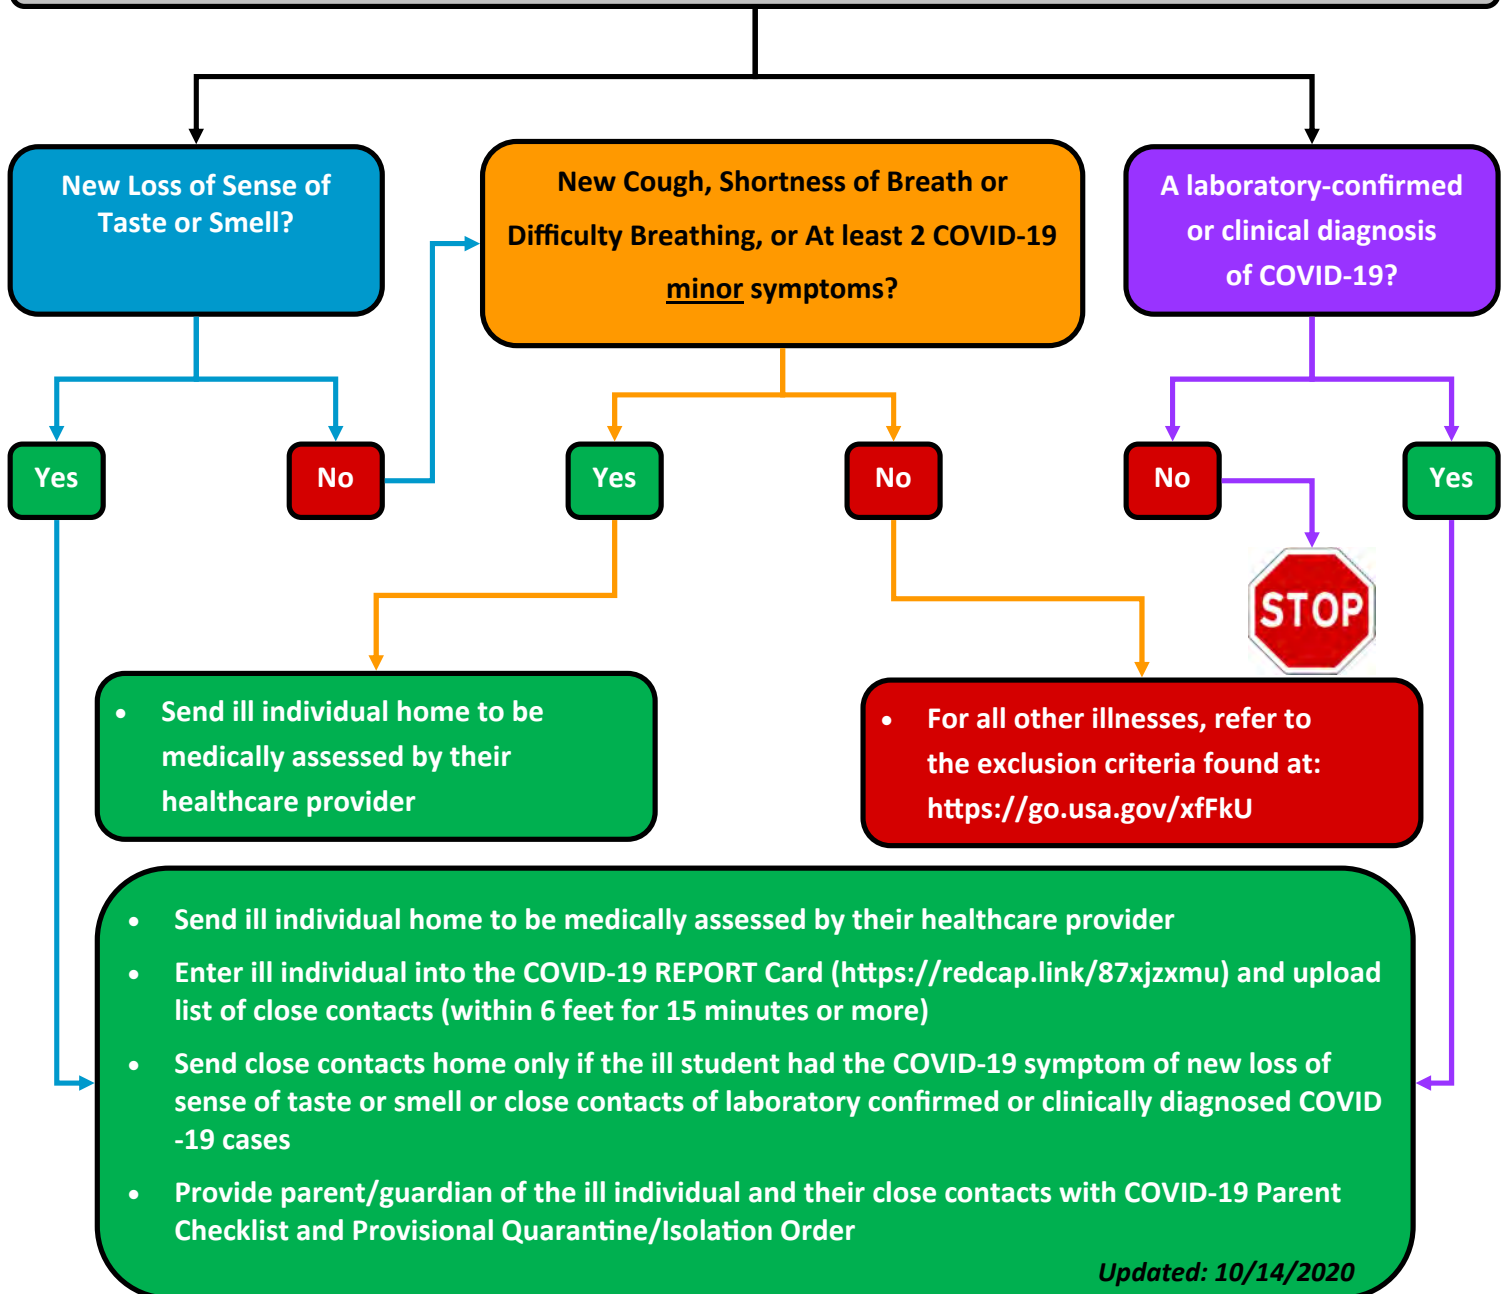 New Loss of Sense of
Taste or Smell?
New Cough, Shortness of Breath or
Difficulty Breathing, or At least 2 COVID-19
minor symptoms?
A laboratory-confirmed
or clinical diagnosis
of COVID-19?
Yes
No
Yes
No
No
Yes
STOP
• Send ill individual home to be
medically assessed by their
healthcare provider
• For all other illnesses, refer to
the exclusion criteria found at:
https://go.usa.gov/xfFkU
• Send ill individual home to be medically assessed by their healthcare provider
• Enter ill individual into the COVID-19 REPORT Card (https://redcap.link/87xjzxmu) and upload
list of close contacts (within 6 feet for 15 minutes or more)
• Send close contacts home only if the ill student had the COVID-19 symptom of new loss of
sense of taste or smell or close contacts of laboratory confirmed or clinically diagnosed COVID
-19 cases
• Provide parent/guardian of the ill individual and their close contacts with COVID-19 Parent
Checklist and Provisional Quarantine/Isolation Order
Updated: 10/14/2020